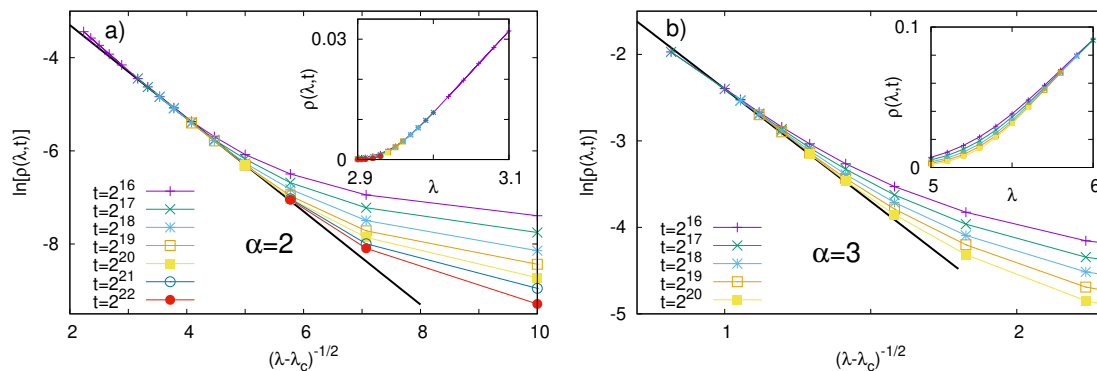 a)
ln[ρ(λ,t)]
-4
-6
-8
2
4
6
8
10
(λ-λc)^-1/2
t=2^16
t=2^17
t=2^18
t=2^19
t=2^20
t=2^21
t=2^22
α=2
ρ(λ,t)
0.03
0
2.9
λ
3.1
b)
ln[ρ(λ,t)]
-2
-3
-4
-5
1
2
(λ-λc)^-1/2
t=2^16
t=2^17
t=2^18
t=2^19
t=2^20
α=3
ρ(λ,t)
0.1
0
5
λ
6